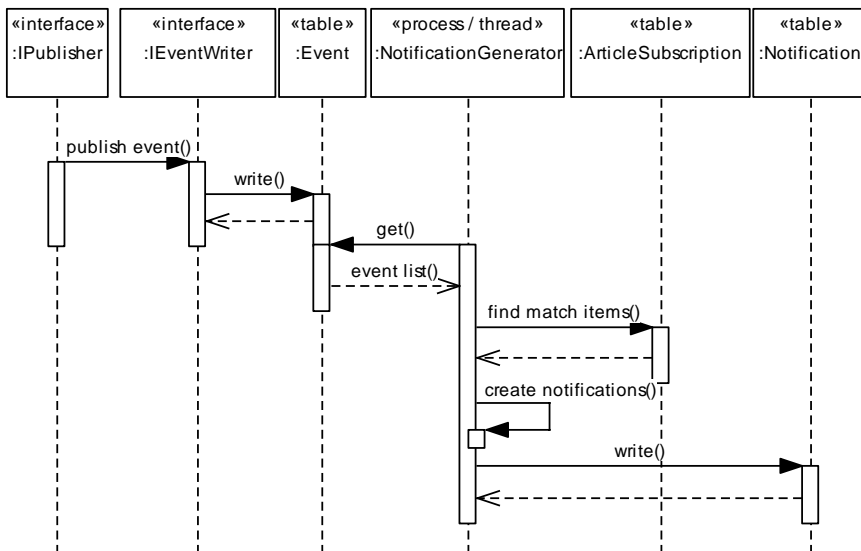 «interface»
:IPublisher
«interface»
:IEventWriter
«table»
:Event
«process / thread»
:NotificationGenerator
«table»
:ArticleSubscription
«table»
:Notification
publish event()
write()
get()
event list()
find match items()
create notifications()
write()